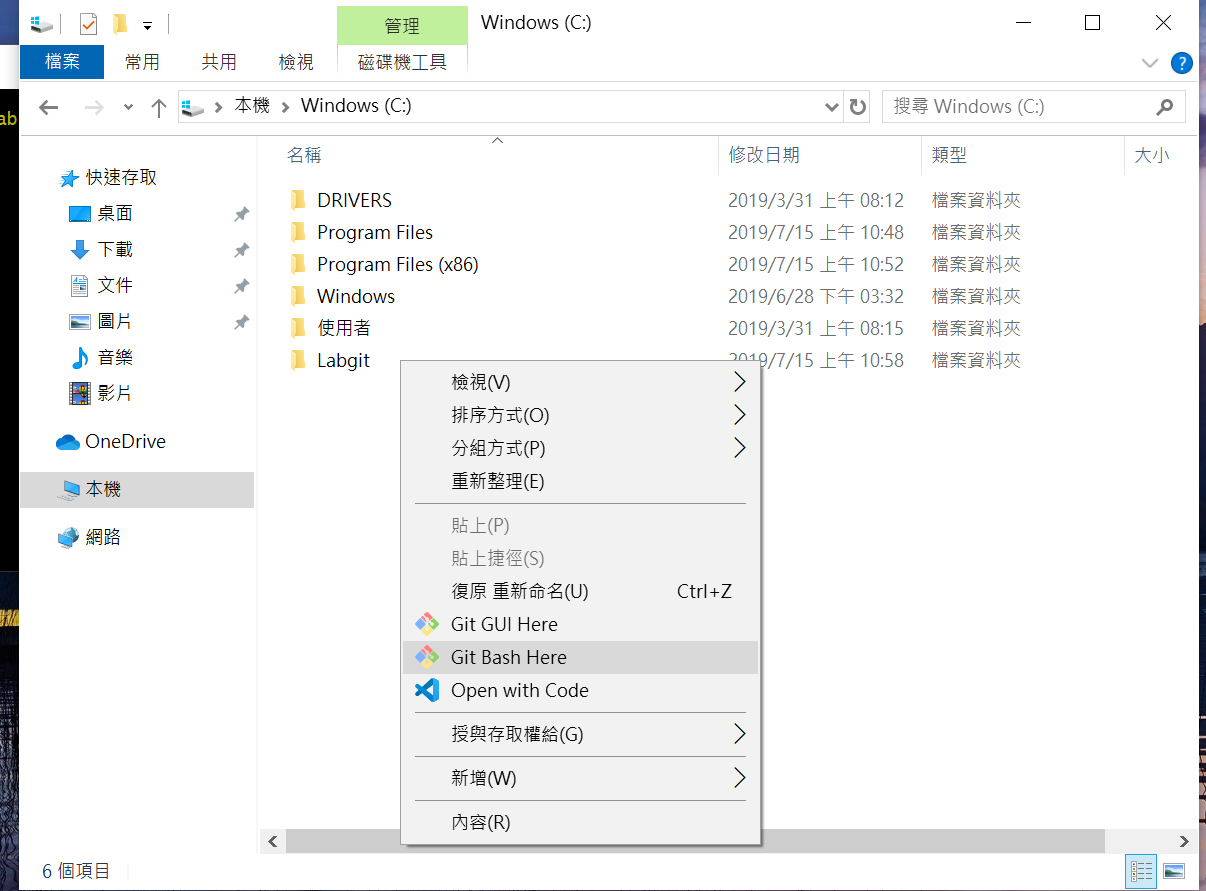 管理
Windows (C:)
檔案
常用
共用
檢視
磁碟機工具
?
本機 > Windows (C:)
搜尋 Windows (C:)
ab
名稱
修改日期
類型
大小
快速存取
桌面
下載
文件
圖片
音樂
影片
OneDrive
本機
網路
DRIVERS 2019/3/31 上午 08:12 檔案資料夾
Program Files 2019/7/15 上午 10:48 檔案資料夾
Program Files (x86) 2019/7/15 上午 10:52 檔案資料夾
Windows 2019/6/28 下午 03:32 檔案資料夾
使用者 2019/3/31 上午 08:15 檔案資料夾
Labgit 2019/7/15 上午 10:58 檔案資料夾
檢視(V)
排序方式(O)
分組方式(P)
重新整理(E)
貼上(P)
貼上捷徑(S)
復原 重新命名(U) Ctrl+Z
Git GUI Here
Git Bash Here
Open with Code
授與存取權給(G)
新增(W)
內容(R)
6 個項目